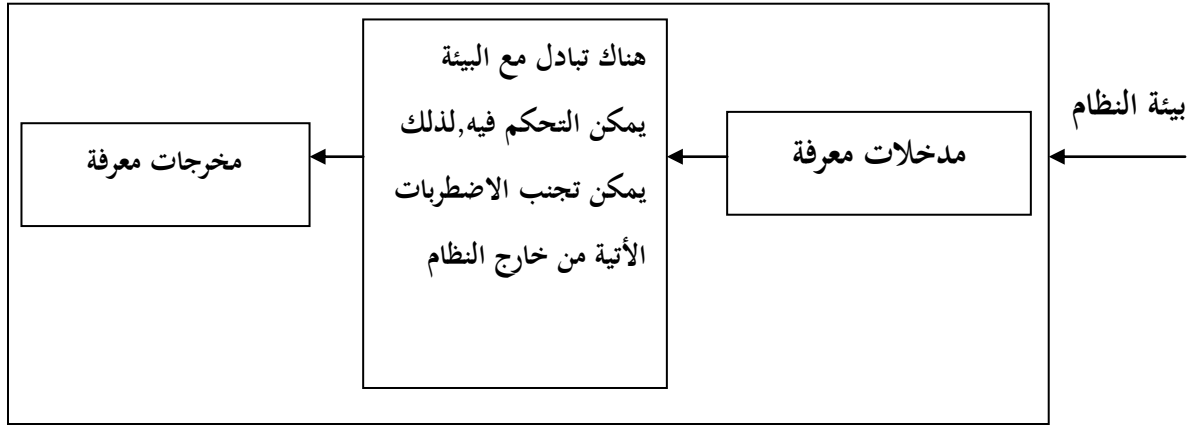 بيئة النظام
مدخلات معرفة
هناك تبادل مع البيئة
يمكن التحكم فيه,لذلك
يمكن تجنب الاضطربات
الأتية من خارج النظام
مخرجات معرفة